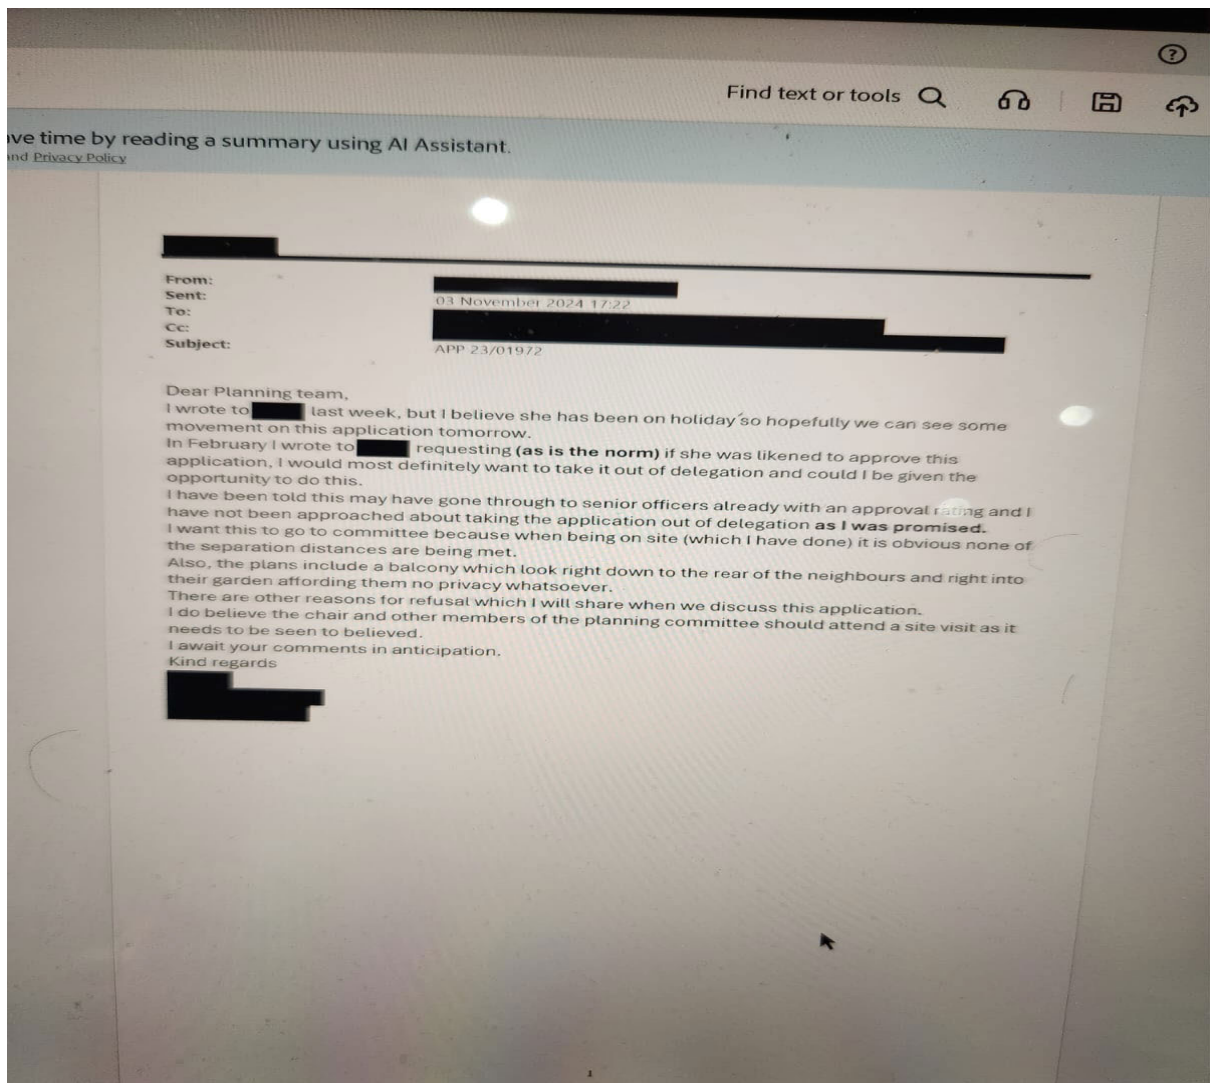 Find text or tools
ve time by reading a summary using AI Assistant.
and Privacy Policy
From:
Sent: 03 November 2024 17:22
To:
Cc:
Subject: APP 23/01972
Dear Planning team,
I wrote to last week, but I believe she has been on holiday so hopefully we can see some
movement on this application tomorrow.
In February I wrote to requesting (as is the norm) if she was likened to approve this
application, I would most definitely want to take it out of delegation and could I be given the
opportunity to do this.
I have been told this may have gone through to senior officers already with an approval rating and I
have not been approached about taking the application out of delegation as I was promised.
I want this to go to committee because when being on site (which I have done) it is obvious none of
the separation distances are being met.
Also, the plans include a balcony which look right down to the rear of the neighbours and right into
their garden affording them no privacy whatsoever.
There are other reasons for refusal which I will share when we discuss this application.
I do believe the chair and other members of the planning committee should attend a site visit as it
needs to be seen to believed.
I await your comments in anticipation.
Kind regards
1